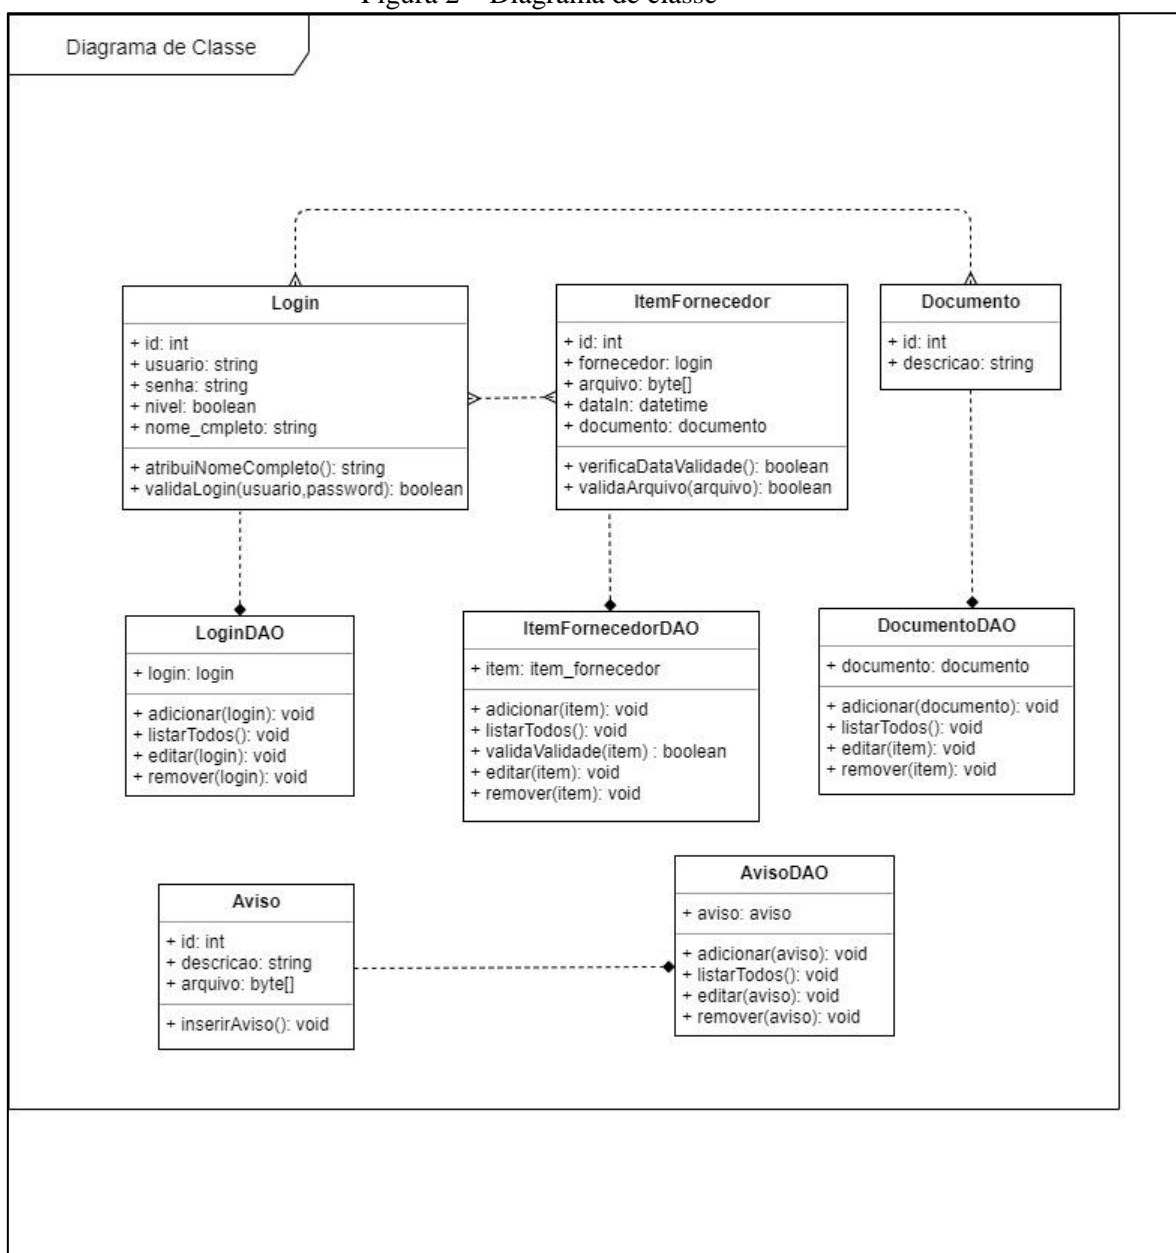 Figura 2 – Diagrama de classe
Diagrama de Classe
Login
+ id: int
+ usuario: string
+ senha: string
+ nivel: boolean
+ nome_cmpleto: string
+ atribuiNomeCompleto(): string
+ validaLogin(usuario,password): boolean
ItemFornecedor
+ id: int
+ fornecedor: login
+ arquivo: byte[]
+ dataIn: datetime
+ documento: documento
+ verificaDataValidade(): boolean
+ validaArquivo(arquivo): boolean
Documento
+ id: int
+ descricao: string
LoginDAO
+ login: login
+ adicionar(login): void
+ listarTodos(): void
+ editar(login): void
+ remover(login): void
ItemFornecedorDAO
+ item: item_fornecedor
+ adicionar(item): void
+ listarTodos(): void
+ validaValidade(item) : boolean
+ editar(item): void
+ remover(item): void
DocumentoDAO
+ documento: documento
+ adicionar(documento): void
+ listarTodos(): void
+ editar(item): void
+ remover(item): void
Aviso
+ id: int
+ descricao: string
+ arquivo: byte[]
+ inserirAviso(): void
AvisoDAO
+ aviso: aviso
+ adicionar(aviso): void
+ listarTodos(): void
+ editar(aviso): void
+ remover(aviso): void